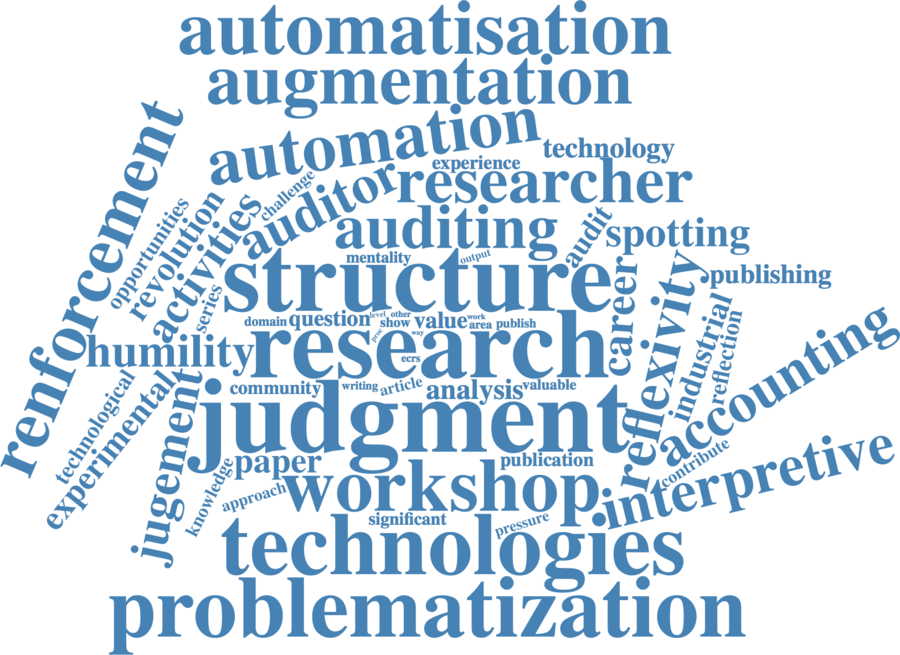 automatisation
augmentation
automation
technology
experience
renforcement
challenge
auditor
researcher
opportunities
revolution
activities
auditing
audit
spotting
mentality
output
structure
publishing
series
career
reflexivity
industrial
reflection
domain
question
level
other
show
value
work
area
publish
proc
way
humility
research
ecrs
accounting
technological
experimental
jugement
community
writing
article
analysis
valuable
judgment
knowledge
paper
publication
contribute
interpretive
approach
workshop
significant
pressure
technologies
problematization